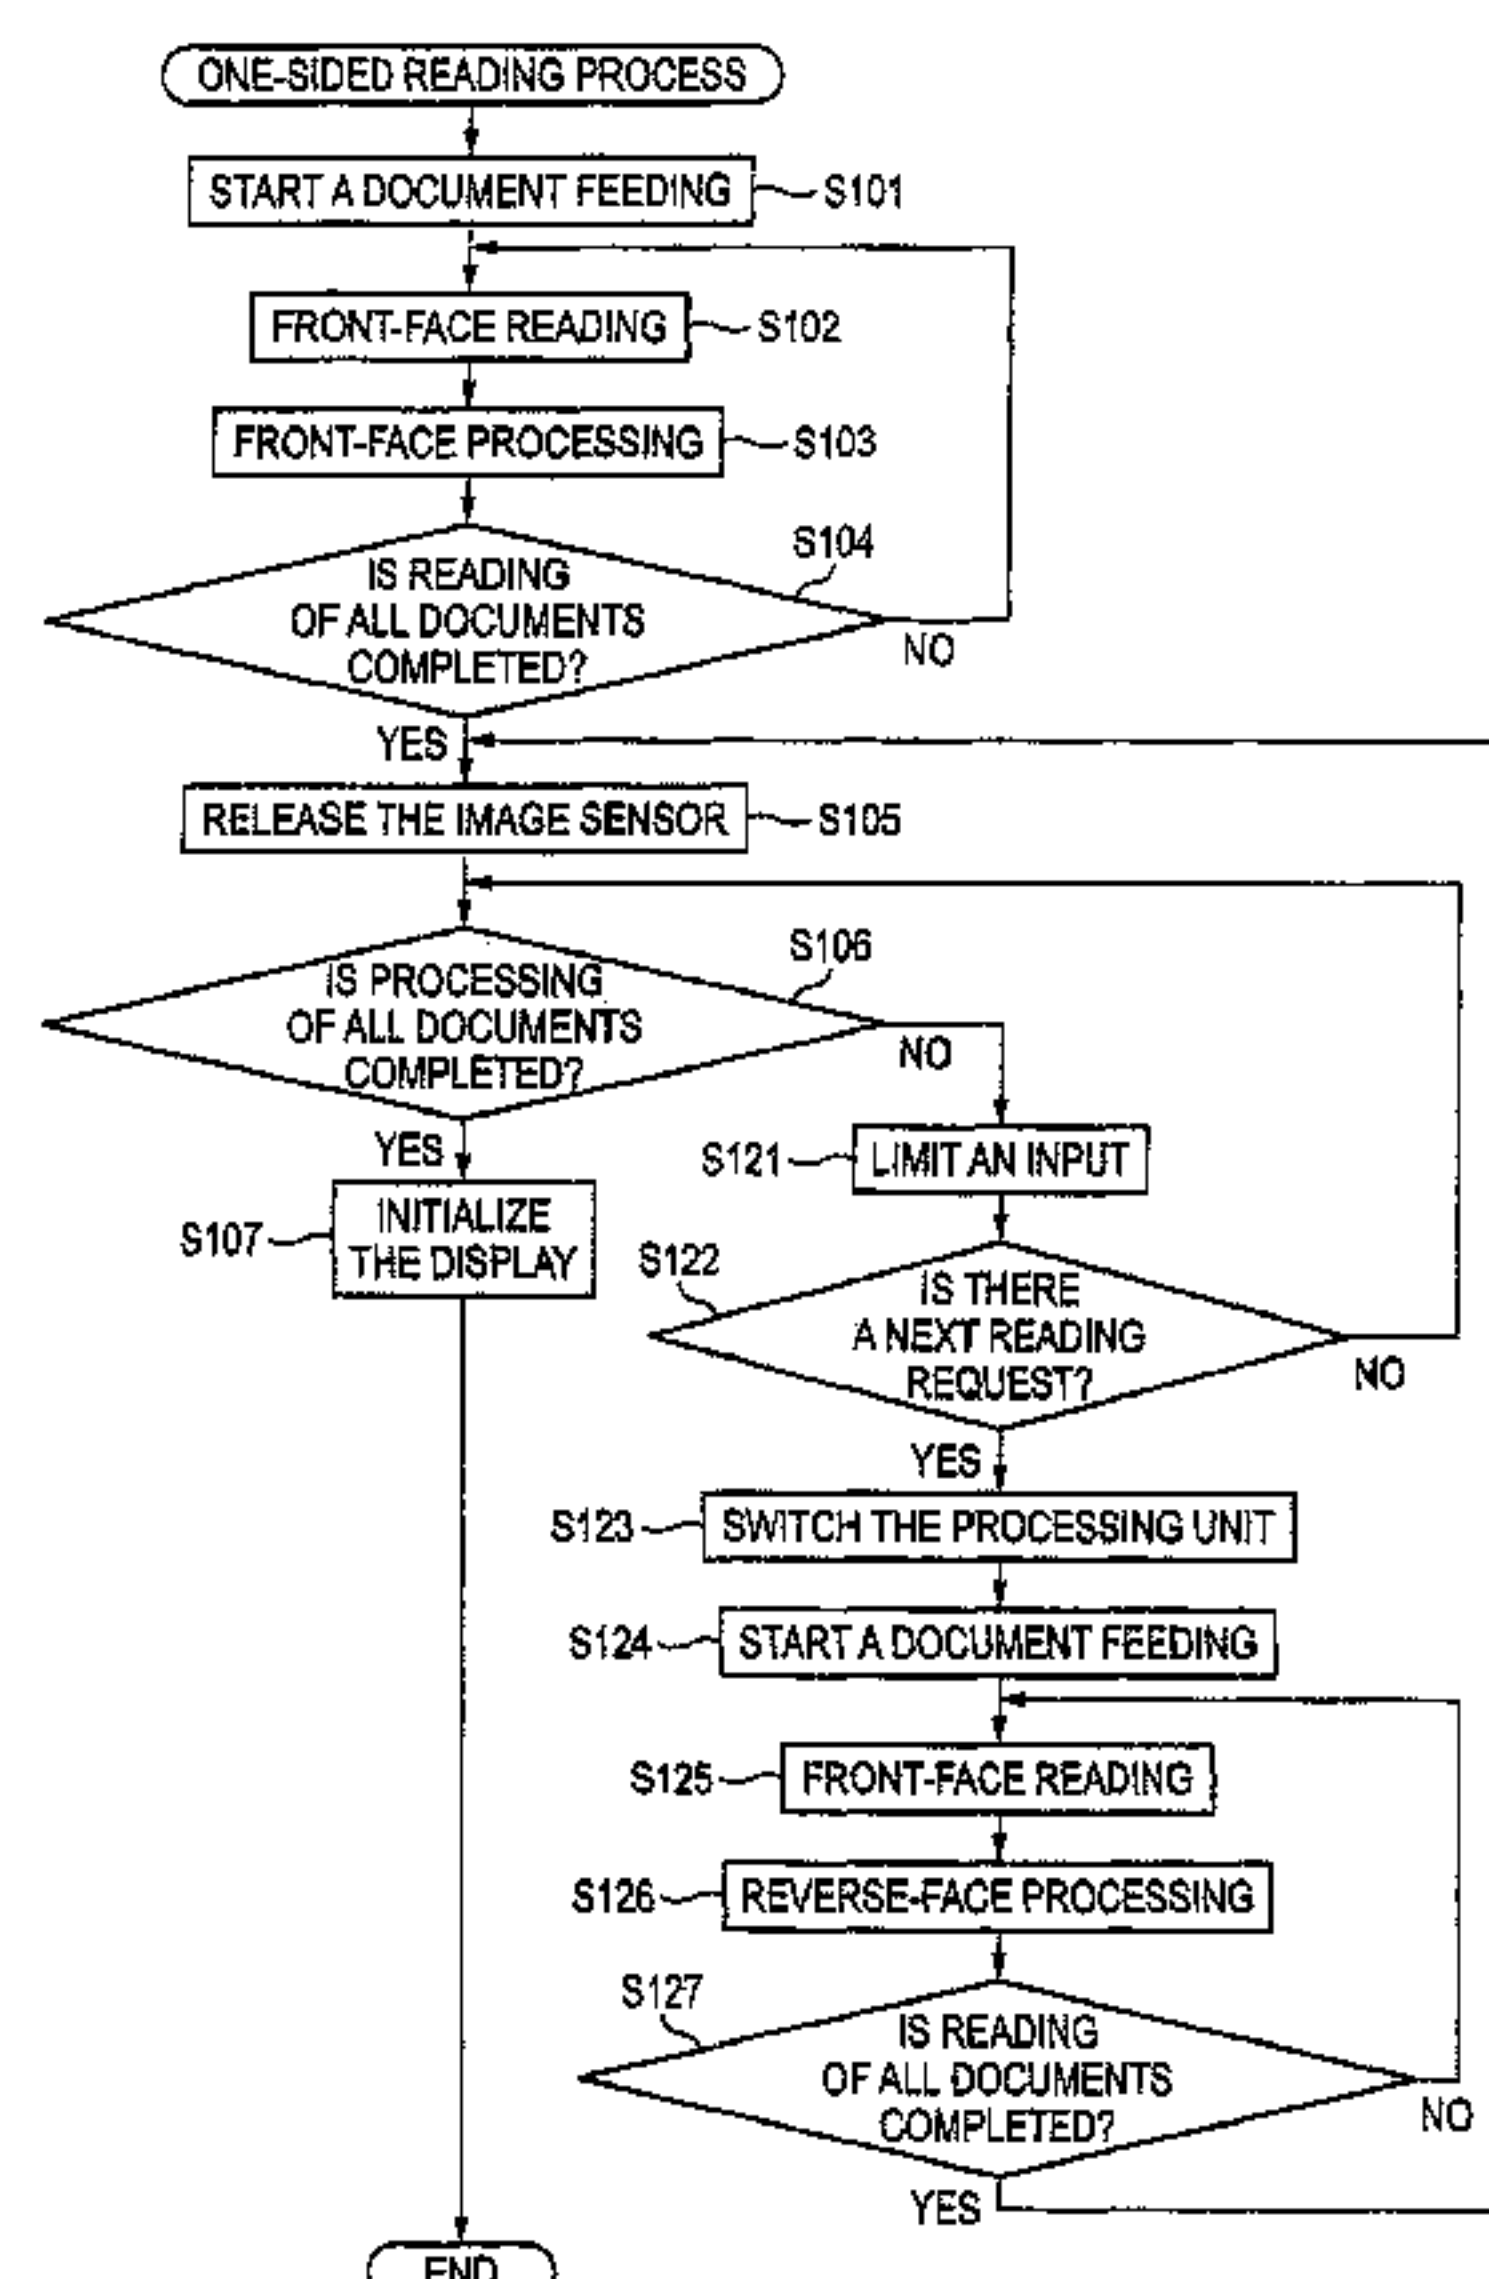 ONE-SIDED READING PROCESS
START A DOCUMENT FEEDING
S101
FRONT-FACE READING
S102
FRONT-FACE PROCESSING
S103
S104
IS READING
OF ALL DOCUMENTS
COMPLETED?
NO
YES
RELEASE THE IMAGE SENSOR
S105
S106
IS PROCESSING
OF ALL DOCUMENTS
COMPLETED?
NO
YES
S121
LIMIT AN INPUT
S107
INITIALIZE
THE DISPLAY
S122
IS THERE
A NEXT READING
REQUEST?
NO
YES
S123
SWITCH THE PROCESSING UNIT
S124
START A DOCUMENT FEEDING
S125
FRONT-FACE READING
S126
REVERSE-FACE PROCESSING
S127
IS READING
OF ALL DOCUMENTS
COMPLETED?
NO
YES
END